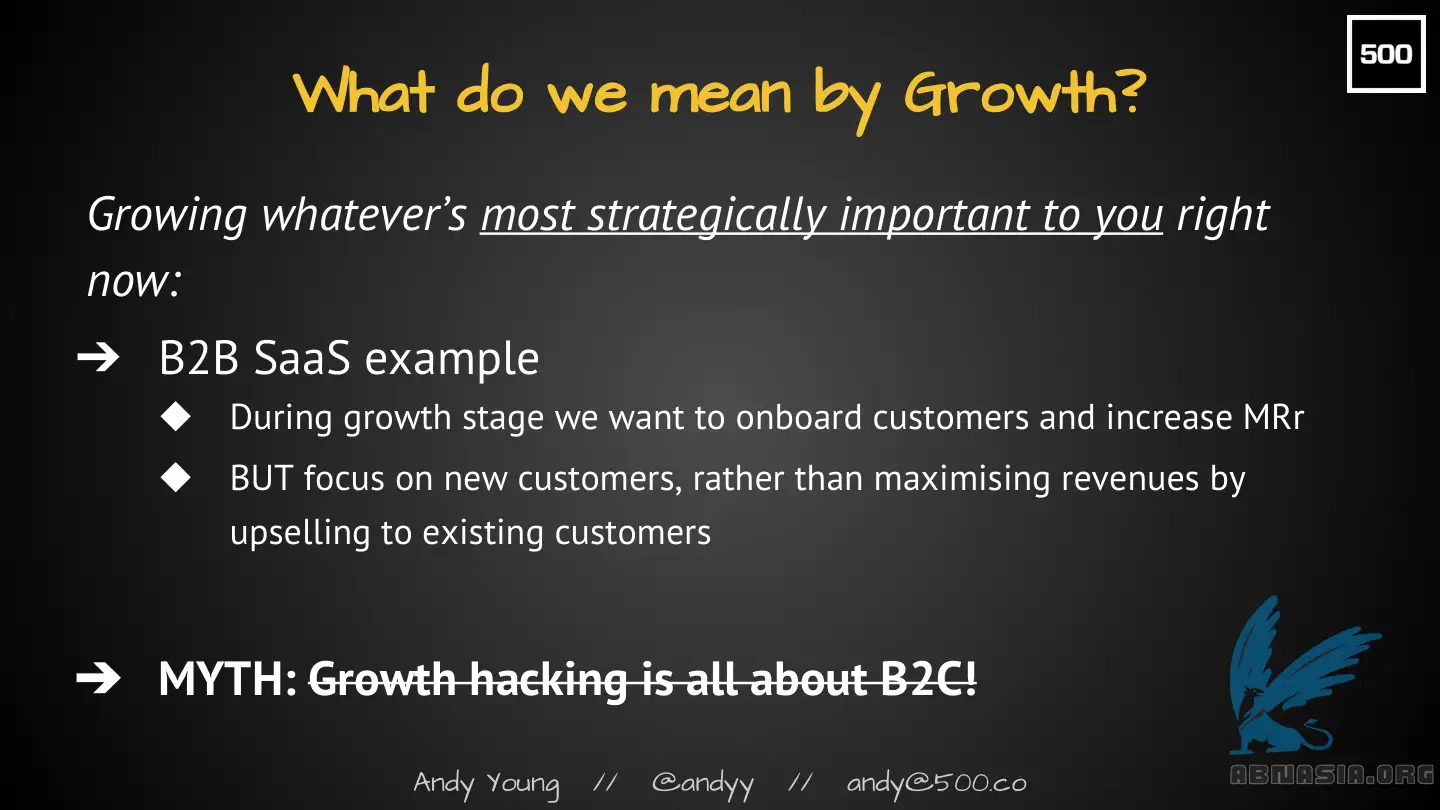 500
What do we mean by Growth?
Growing whatever’s most strategically important to you right
now:
➔ B2B SaaS example
◆ During growth stage we want to onboard customers and increase MRr
◆ BUT focus on new customers, rather than maximising revenues by
upselling to existing customers
➔ MYTH: Growth hacking is all about B2C!
Andy Young // @andyy // andy@500.co
ABNASIA.ORG